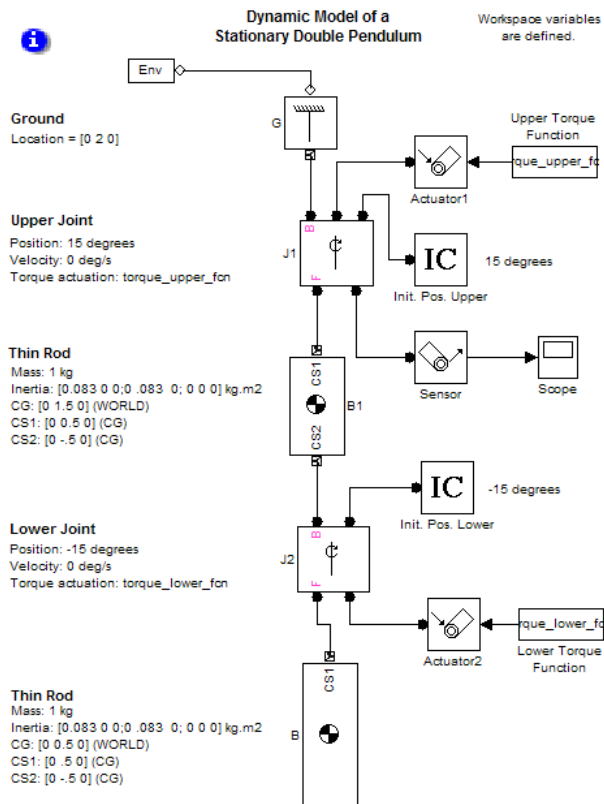 Dynamic Model of a
Stationary Double Pendulum
Workspace variables
are defined.
i
Env
Ground
Location = [0 2 0]
G
Upper Torque
Function
rque_upper_fc
Actuator1
Upper Joint
Position: 15 degrees
Velocity: 0 deg/s
Torque actuation: torque_upper_fcn
B
J1
F
IC
15 degrees
Init. Pos. Upper
Thin Rod
Mass: 1 kg
Inertia: [0.083 0 0;0 .083 0; 0 0 0] kg.m2
CG: [0 1.5 0] (WORLD)
CS1: [0 0.5 0] (CG)
CS2: [0 -.5 0] (CG)
CS1
CS2
B1
Sensor
Scope
IC
-15 degrees
Init. Pos. Lower
Lower Joint
Position: -15 degrees
Velocity: 0 deg/s
Torque actuation: torque_lower_fcn
B
J2
F
rque_lower_fc
Actuator2
Lower Torque
Function
Thin Rod
Mass: 1 kg
Inertia: [0.083 0 0;0 .083 0; 0 0 0] kg.m2
CG: [0 0.5 0] (WORLD)
CS1: [0 .5 0] (CG)
CS2: [0 -.5 0] (CG)
CS1
B